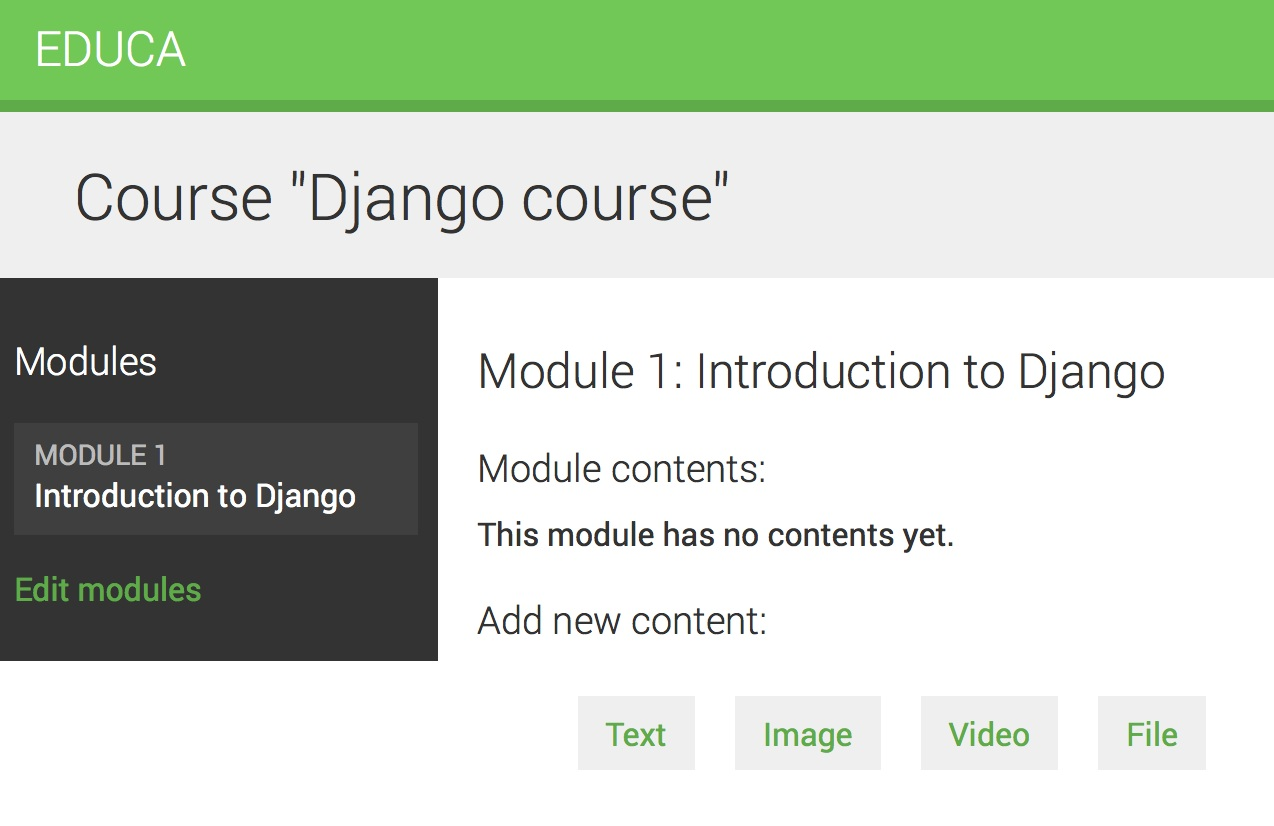 EDUCA
Course "Django course"
Modules
MODULE 1
Introduction to Django
Edit modules
Module 1: Introduction to Django
Module contents:
This module has no contents yet.
Add new content:
Text Image Video File